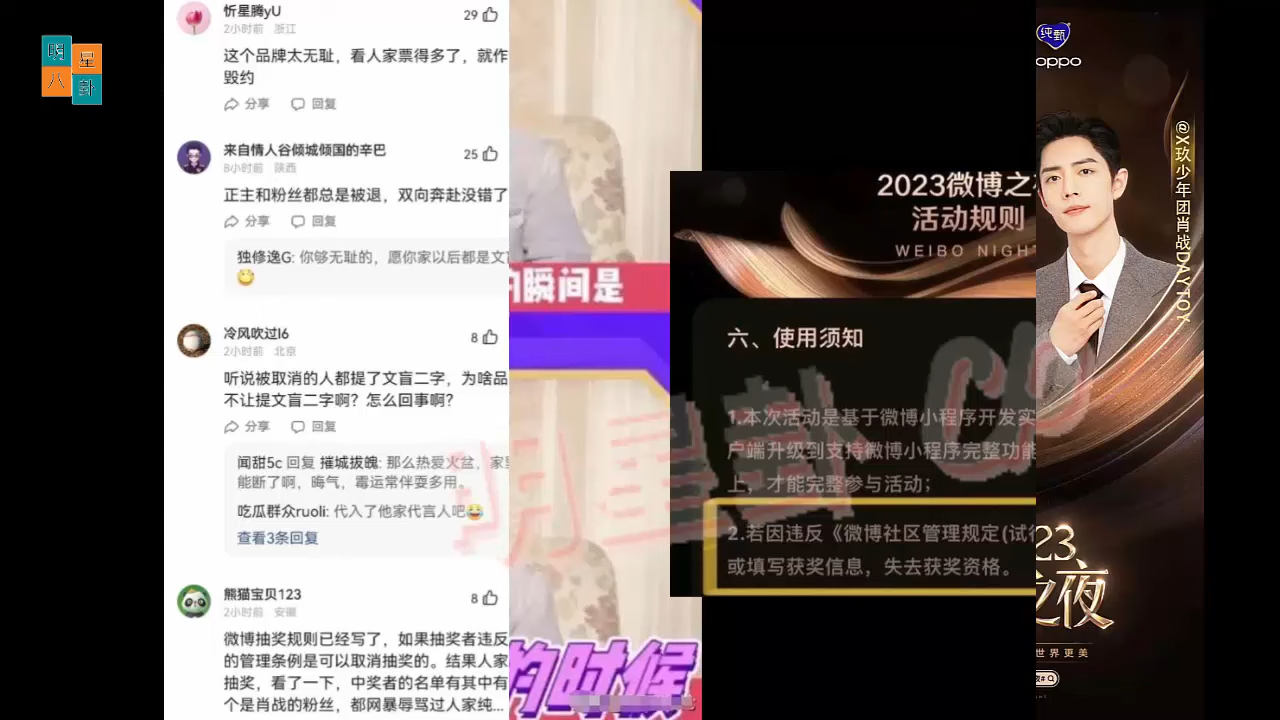 明星
八卦
忻星腾yU
29
2小时前 浙江
这个品牌太无耻，看人家票得多了，就作
毁约
分享 回复
来自情人谷倾城倾国的辛巴
25
8小时前 陕西
正主和粉丝都总是被退，双向奔赴没错了
分享 回复
独修逸G: 你够无耻的，愿你家以后都是文盲
冷风吹过l6
8
2小时前 北京
听说被取消的人都提了文盲二字，为啥品
不让提文盲二字啊？怎么回事啊？
分享 回复
闻甜5c 回复 摧城拔魄: 那么热爱火盆，家里
能断了啊，晦气，毒运常伴耍多用。
吃瓜群众ruoli: 代入了他家代言人吧
查看3条回复
熊猫宝贝123
8
2小时前 安徽
微博抽奖规则已经写了，如果抽奖者违反
的管理条例是可以取消抽奖的。结果人家
抽奖，看了一下，中奖者的名单有其中有
个是肖战的粉丝，都网暴辱骂过人家纯...
的瞬间是
的时候
2023微博之夜
活动规则
WEIBO NIGHT
六、使用须知
1.本次活动是基于微博小程序开发实
户端升级到支持微博小程序完整功能
上，才能完整参与活动；
2.若因违反《微博社区管理规定(试行
或填写获奖信息，失去获奖资格。
明星卦CP
纯甄
oppo
@X玖少年团肖战DAYTOY
23
之夜
世界更美